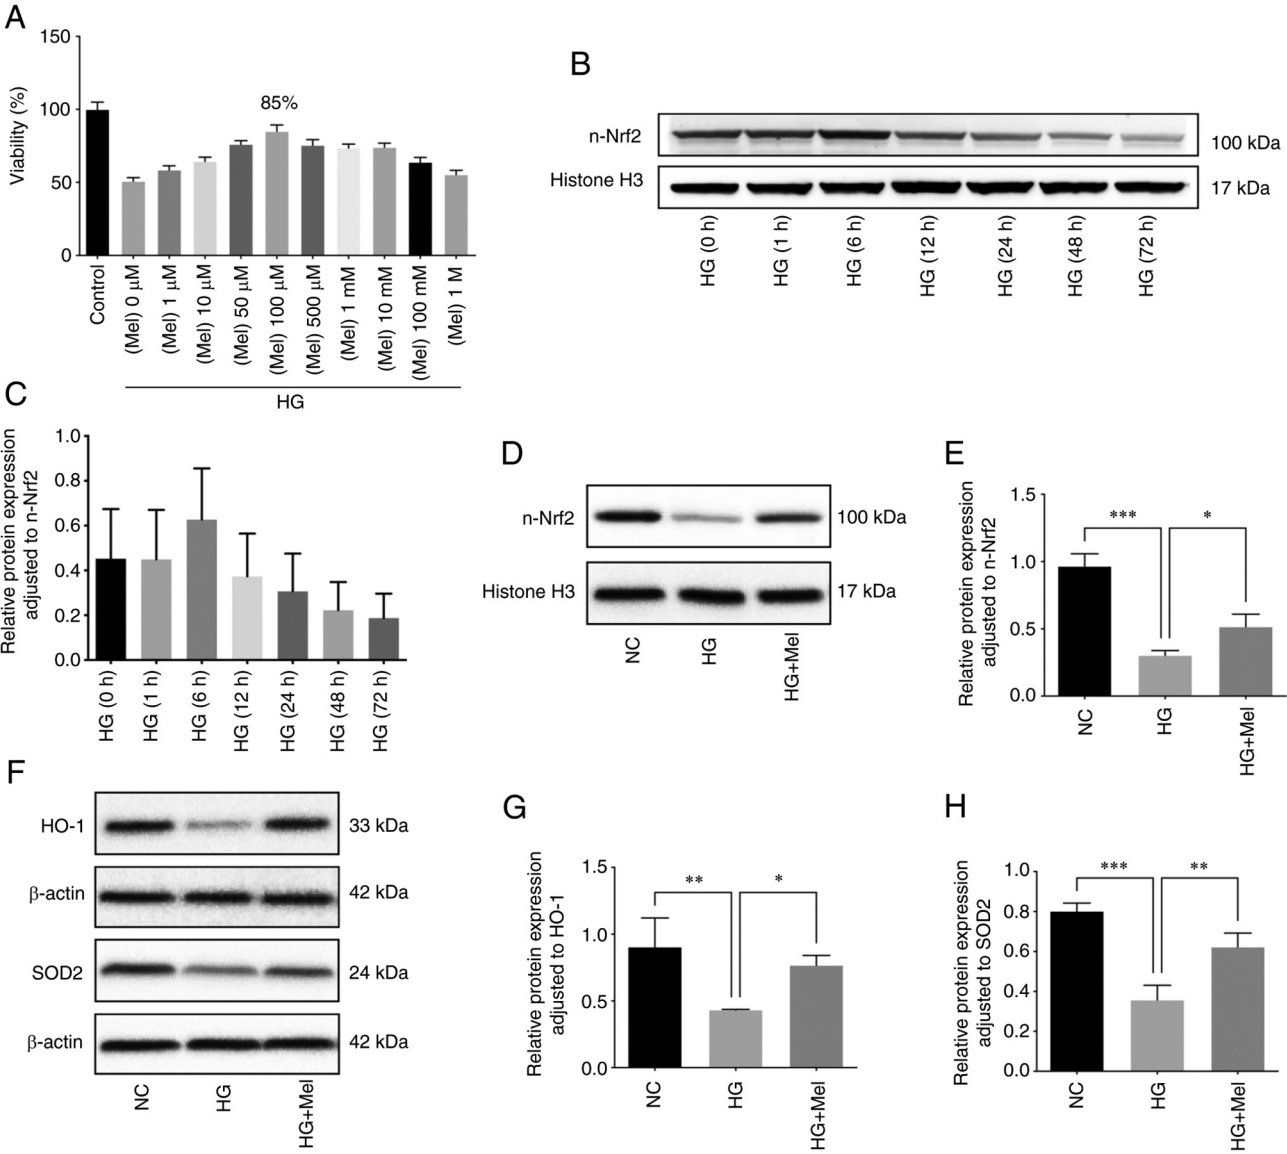 A
Viability (%)
150
100
50
0
85%
Control
(Mel) 0 µM
(Mel) 1 µM
(Mel) 10 µM
(Mel) 50 µM
(Mel) 100 µM
(Mel) 500 µM
(Mel) 1 mM
(Mel) 10 mM
(Mel) 100 mM
(Mel) 1 M
HG
B
n-Nrf2
100 kDa
Histone H3
17 kDa
HG (0 h)
HG (1 h)
HG (6 h)
HG (12 h)
HG (24 h)
HG (48 h)
HG (72 h)
C
Relative protein expression
adjusted to n-Nrf2
1.0
0.8
0.6
0.4
0.2
0.0
HG (0 h)
HG (1 h)
HG (6 h)
HG (12 h)
HG (24 h)
HG (48 h)
HG (72 h)
D
n-Nrf2
100 kDa
Histone H3
17 kDa
NC
HG
HG+Mel
E
Relative protein expression
adjusted to n-Nrf2
1.5
1.0
0.5
0.0
***
*
NC
HG
HG+Mel
F
HO-1
33 kDa
β-actin
42 kDa
SOD2
24 kDa
β-actin
42 kDa
NC
HG
HG+Mel
G
Relative protein expression
adjusted to HO-1
1.5
1.0
0.5
0.0
**
*
NC
HG
HG+Mel
H
Relative protein expression
adjusted to SOD2
1.0
0.8
0.6
0.4
0.2
0.0
***
**
NC
HG
HG+Mel